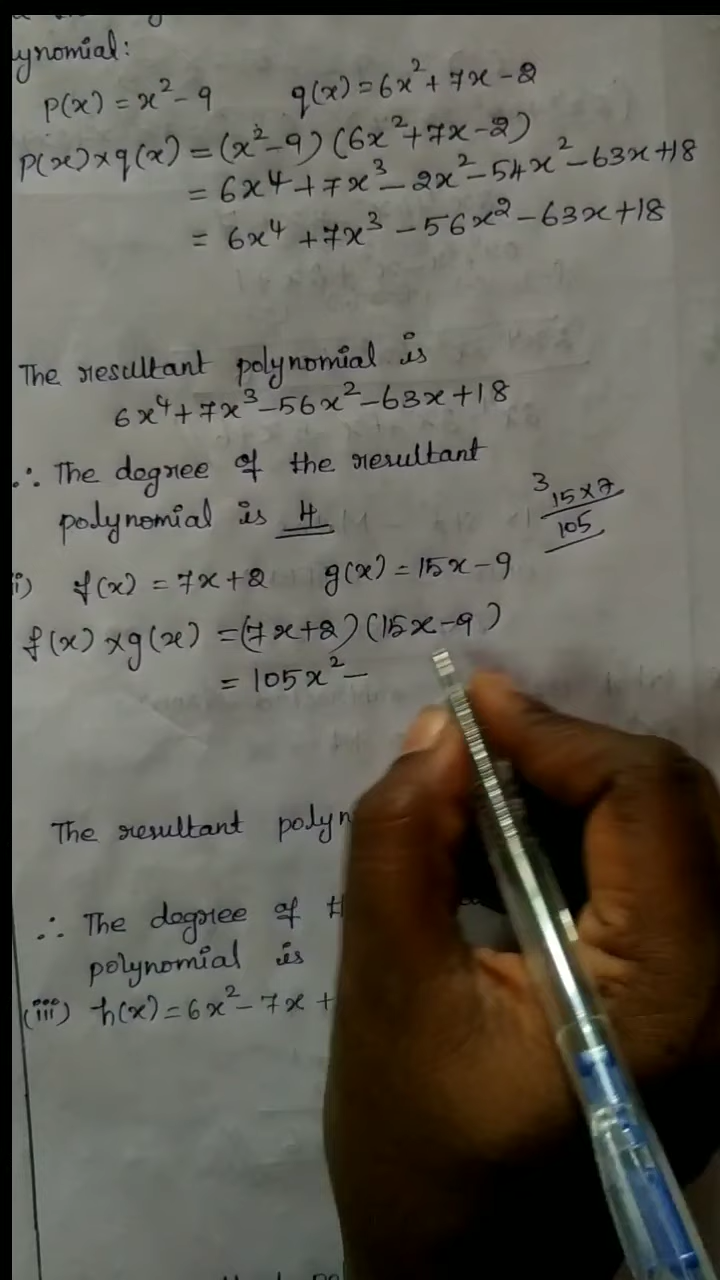 ynomial:
p(x) = x² - 9 q(x) = 6x² + 7x - 2
p(x) × q(x) = (x² - 9) (6x² + 7x - 2)
= 6x⁴ + 7x³ - 2x² - 54x² - 63x + 18
= 6x⁴ + 7x³ - 56x² - 63x + 18
The resultant polynomial is
6x⁴ + 7x³ - 56x² - 63x + 18
∴ The degree of the resultant
polynomial is 4
3 15 × 7
105
i) f(x) = 7x + 2 g(x) = 15x - 9
f(x) × g(x) = (7x + 2) (15x - 9)
= 105x² -
The resultant polyn
∴ The degree of t
polynomial is
(iii) h(x) = 6x² - 7x +